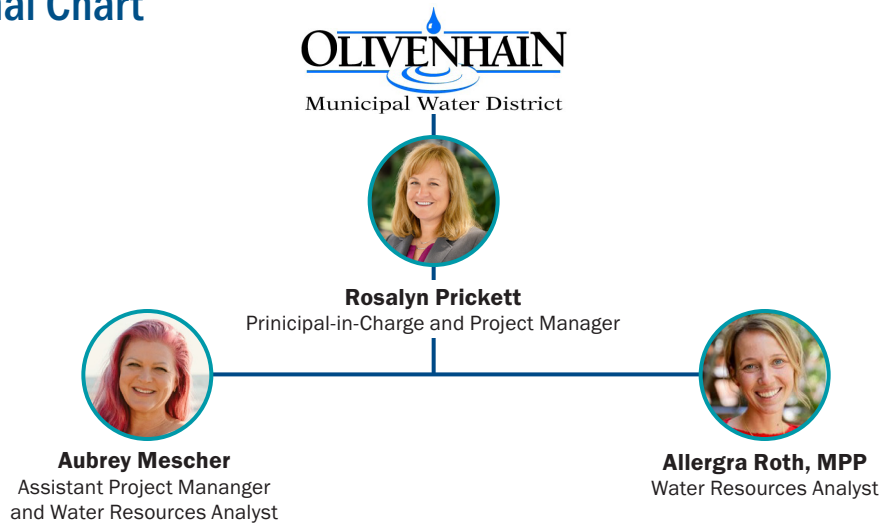 nal Chart
OLIVENHAIN
Municipal Water District
Rosalyn Prickett
Prinicipal-in-Charge and Project Manager
Aubrey Mescher
Assistant Project Mananger
and Water Resources Analyst
Allergra Roth, MPP
Water Resources Analyst